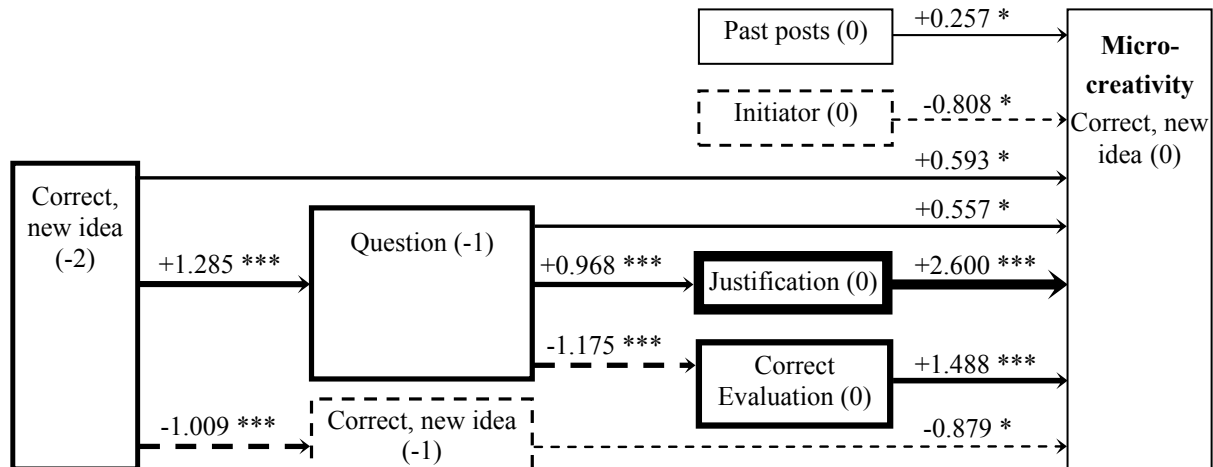 Past posts (0)
+0.257 *
Micro-
creativity
Correct, new
idea (0)
Initiator (0)
-0.808 *
+0.593 *
Correct,
new idea
(-2)
+0.557 *
Question (-1)
+1.285 ***
+0.968 ***
Justification (0)
+2.600 ***
-1.175 ***
Correct
Evaluation (0)
+1.488 ***
-1.009 ***
Correct, new idea
(-1)
-0.879 *